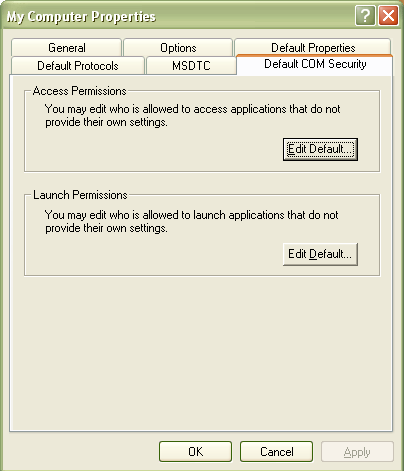 My Computer Properties
General Options Default Properties
Default Protocols MSDTC Default COM Security
Access Permissions
You may edit who is allowed to access applications that do not
provide their own settings.
Edit Default...
Launch Permissions
You may edit who is allowed to launch applications that do not
provide their own settings.
Edit Default...
OK Cancel Apply